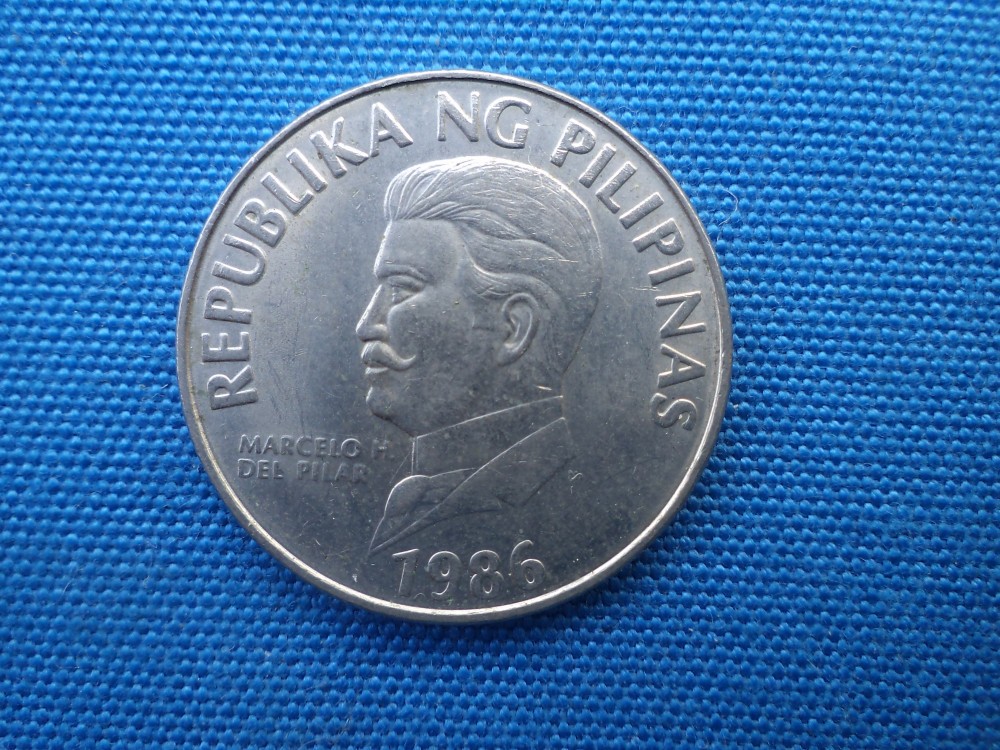 REPUBLIKA NG PILIPINAS
MARCELO H.
DEL PILAR
1986